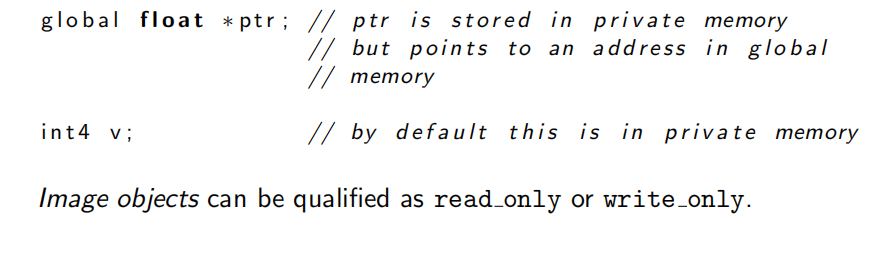 global float *ptr; // ptr is stored in private memory
// but points to an address in global
// memory
int4 v; // by default this is in private memory
Image objects can be qualified as read_only or write_only.